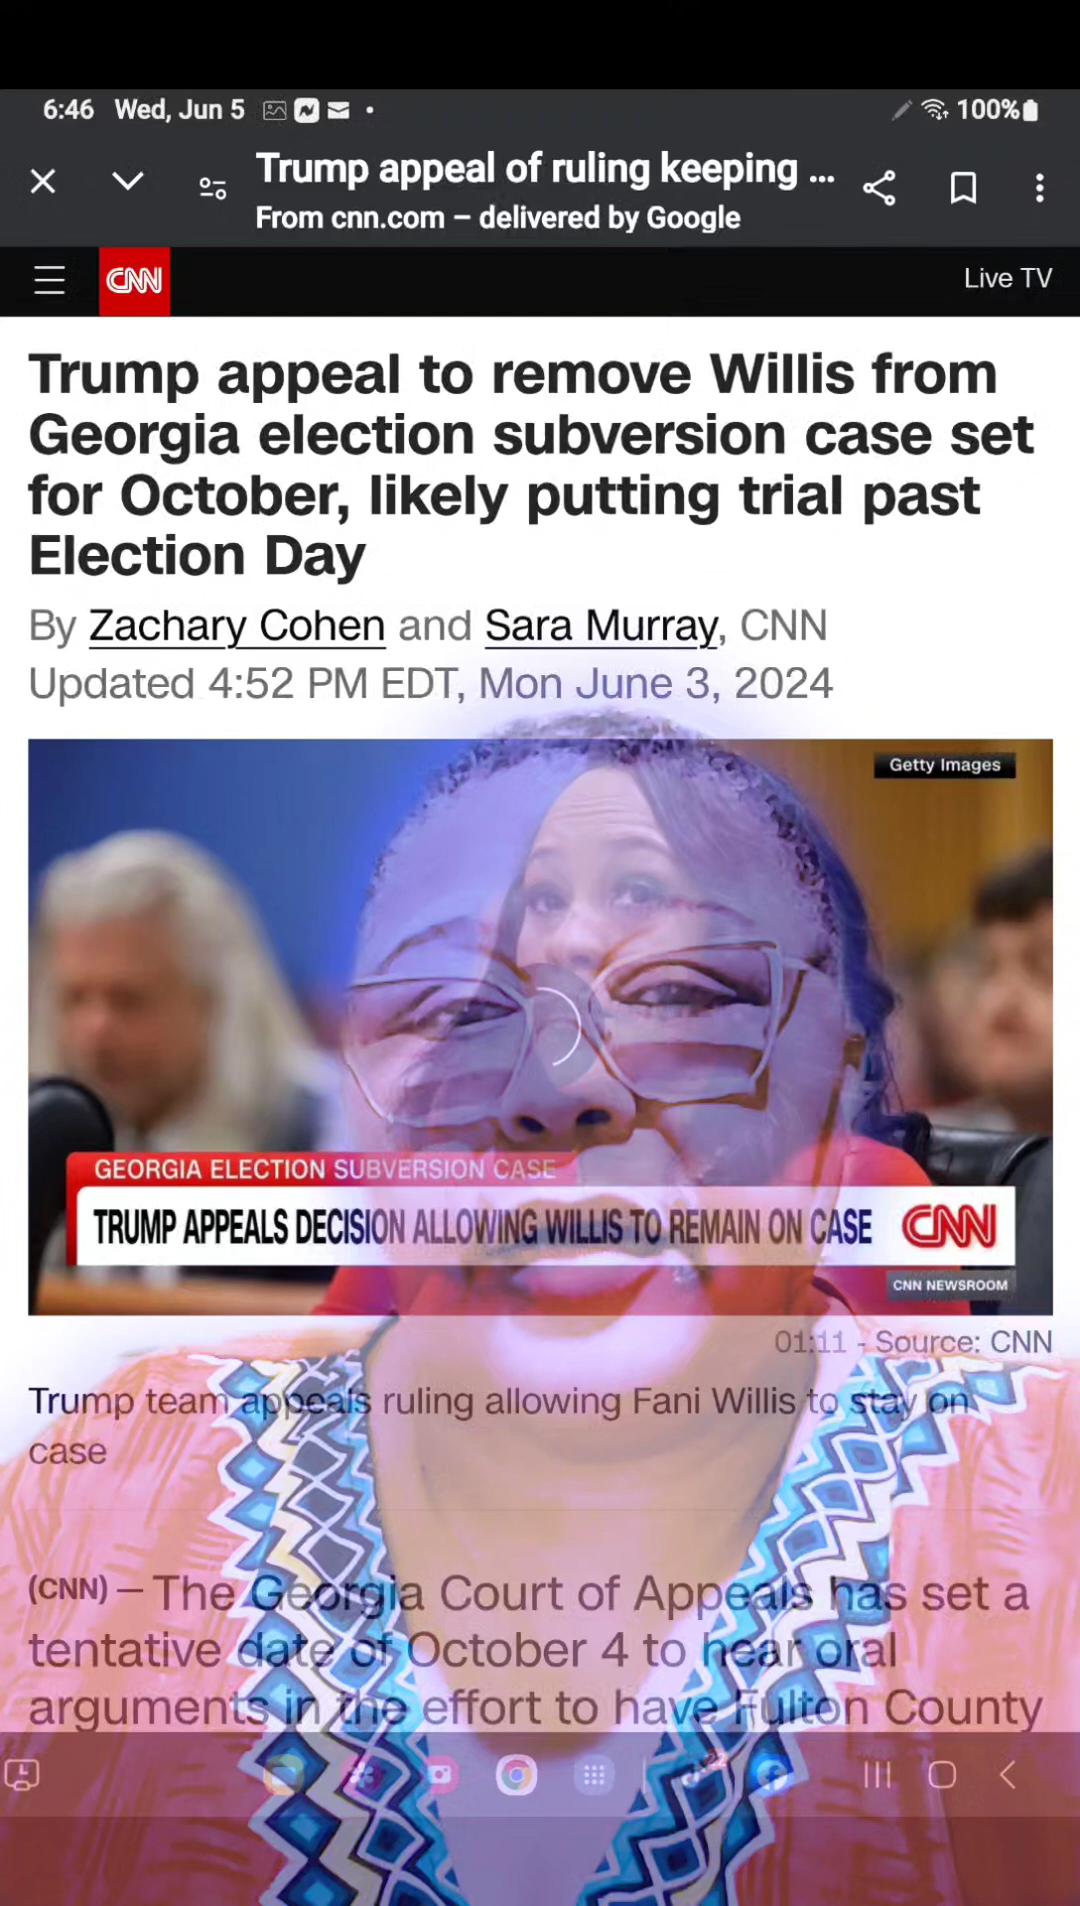 6:46 Wed, Jun 5
100%
Trump appeal of ruling keeping ...
From cnn.com – delivered by Google
CNN
Live TV
Trump appeal to remove Willis from
Georgia election subversion case set
for October, likely putting trial past
Election Day
By Zachary Cohen and Sara Murray, CNN
Updated 4:52 PM EDT, Mon June 3, 2024
Getty Images
GEORGIA ELECTION SUBVERSION CASE
TRUMP APPEALS DECISION ALLOWING WILLIS TO REMAIN ON CASE
CNN
CNN NEWSROOM
01:11 - Source: CNN
Trump team appeals ruling allowing Fani Willis to stay on
case
(CNN) — The Georgia Court of Appeals has set a
tentative date of October 4 to hear oral
arguments in the effort to have Fulton County
22